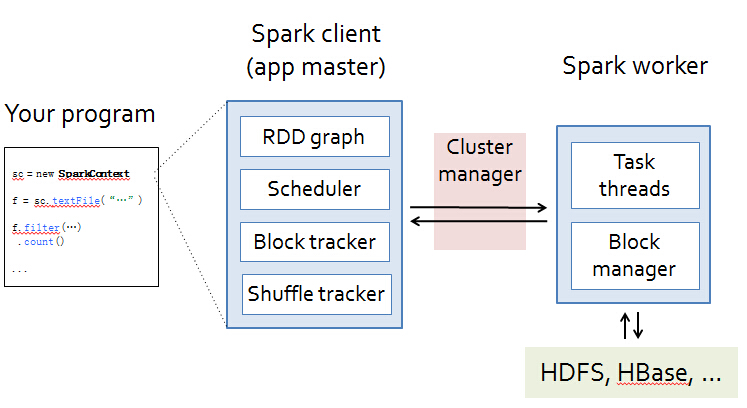 Your program
sc = new SparkContext
f = sc.textFile( “…” )
f.filter(…)
.count()
...
Spark client
(app master)
RDD graph
Scheduler
Block tracker
Shuffle tracker
Cluster
manager
Spark worker
Task
threads
Block
manager
HDFS, HBase, …